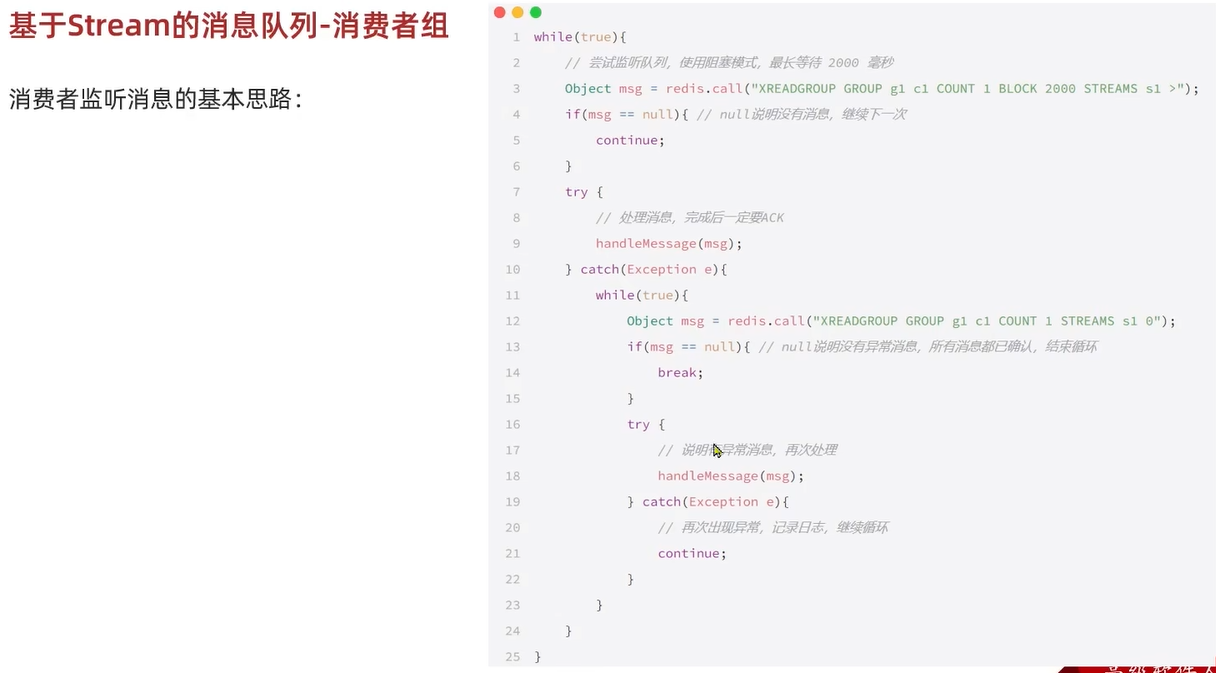 基于Stream的消息队列-消费者组
消费者监听消息的基本思路：
1 while(true){
2 // 尝试监听队列，使用阻塞模式，最长等待 2000 毫秒
3 Object msg = redis.call("XREADGROUP GROUP g1 c1 COUNT 1 BLOCK 2000 STREAMS s1 >");
4 if(msg == null){ // null说明没有消息，继续下一次
5 continue;
6 }
7 try {
8 // 处理消息，完成后一定要ACK
9 handleMessage(msg);
10 } catch(Exception e){
11 while(true){
12 Object msg = redis.call("XREADGROUP GROUP g1 c1 COUNT 1 STREAMS s1 0");
13 if(msg == null){ // null说明没有异常消息，所有消息都已确认，结束循环
14 break;
15 }
16 try {
17 // 说明有异常消息，再次处理
18 handleMessage(msg);
19 } catch(Exception e){
20 // 再次出现异常，记录日志，继续循环
21 continue;
22 }
23 }
24 }
25 }